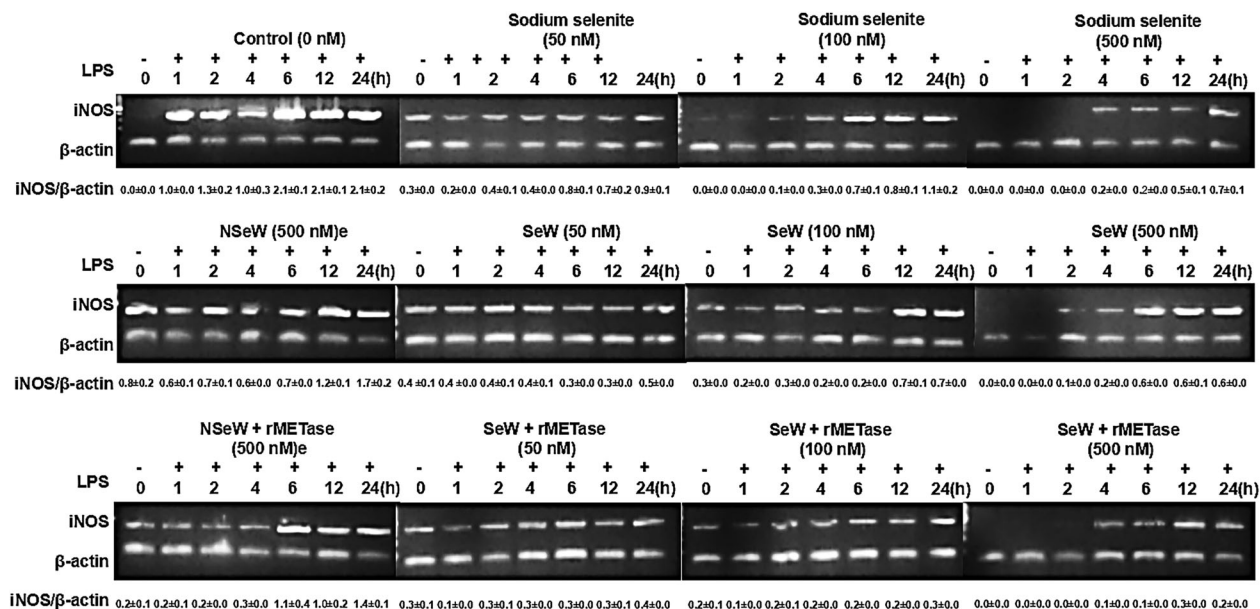 Control (0 nM) Sodium selenite (50 nM) Sodium selenite (100 nM) Sodium selenite (500 nM)
LPS - + + + + + + - + + + + + - + + + + + + - + + + + + +
0 1 2 4 6 12 24(h) 0 1 2 4 6 12 24(h) 0 1 2 4 6 12 24(h) 0 1 2 4 6 12 24(h)
iNOS
β-actin
iNOS/β-actin 0.0±0.0 1.0±0.0 1.3±0.2 1.0±0.3 2.1±0.1 2.1±0.1 2.1±0.2 0.3±0.0 0.2±0.0 0.4±0.1 0.4±0.0 0.8±0.1 0.7±0.2 0.9±0.1 0.0±0.0 0.0±0.0 0.1±0.0 0.3±0.0 0.7±0.1 0.8±0.1 1.1±0.2 0.0±0.0 0.0±0.0 0.0±0.0 0.2±0.0 0.2±0.0 0.5±0.1 0.7±0.1
NSeW (500 nM)e SeW (50 nM) SeW (100 nM) SeW (500 nM)
LPS - + + + + + + - + + + + + + - + + + + + + - + + + + + +
0 1 2 4 6 12 24(h) 0 1 2 4 6 12 24(h) 0 1 2 4 6 12 24(h) 0 1 2 4 6 12 24(h)
iNOS
β-actin
iNOS/β-actin 0.8±0.2 0.6±0.1 0.7±0.1 0.6±0.0 0.7±0.0 1.2±0.1 1.7±0.2 0.4 ±0.1 0.4 ±0.0 0.4±0.1 0.4±0.1 0.3±0.0 0.3±0.0 0.5±0.0 0.3±0.0 0.2±0.0 0.3±0.0 0.2±0.0 0.2±0.0 0.7±0.1 0.7±0.0 0.0±0.0 0.0±0.0 0.1±0.0 0.2±0.0 0.6±0.0 0.6±0.1 0.6±0.0
NSeW + rMETase (500 nM)e SeW + rMETase (50 nM) SeW + rMETase (100 nM) SeW + rMETase (500 nM)
LPS - + + + + + + - + + + + + + - + + + + + + - + + + + + +
0 1 2 4 6 12 24(h) 0 1 2 4 6 12 24(h) 0 1 2 4 6 12 24(h) 0 1 2 4 6 12 24(h)
iNOS
β-actin
iNOS/β-actin 0.2±0.1 0.2±0.1 0.2±0.0 0.3±0.0 1.1±0.4 1.0±0.2 1.4±0.1 0.3±0.1 0.1±0.0 0.2±0.0 0.3±0.0 0.3±0.0 0.3±0.1 0.4±0.0 0.2±0.1 0.1±0.0 0.2±0.1 0.2±0.0 0.2±0.0 0.2±0.0 0.3±0.0 0.0±0.0 0.0±0.0 0.0±0.0 0.1±0.0 0.1±0.0 0.3±0.0 0.2±0.0